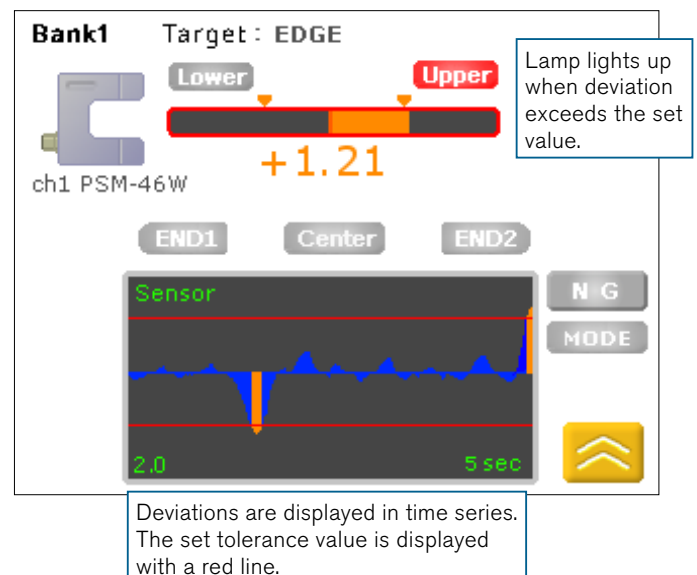 Bank1 Target : EDGE
Lower Upper
Lamp lights up
when deviation
exceeds the set
value.
+1.21
ch1 PSM-46W
END1 Center END2
Sensor
N G
MODE
2.0 5 sec
Deviations are displayed in time series.
The set tolerance value is displayed
with a red line.